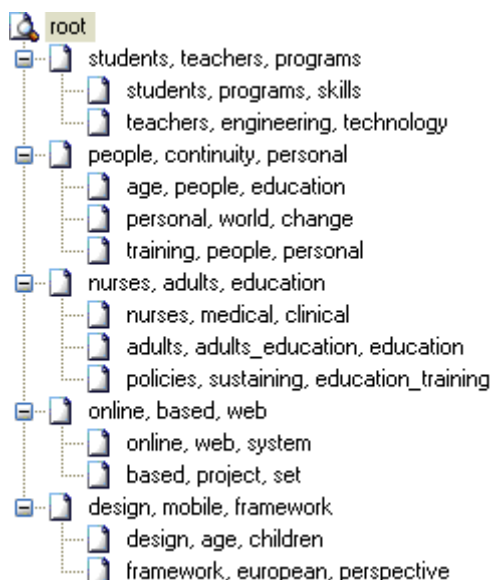 root
students, teachers, programs
students, programs, skills
teachers, engineering, technology
people, continuity, personal
age, people, education
personal, world, change
training, people, personal
nurses, adults, education
nurses, medical, clinical
adults, adults_education, education
policies, sustaining, education_training
online, based, web
online, web, system
based, project, set
design, mobile, framework
design, age, children
framework, european, perspective